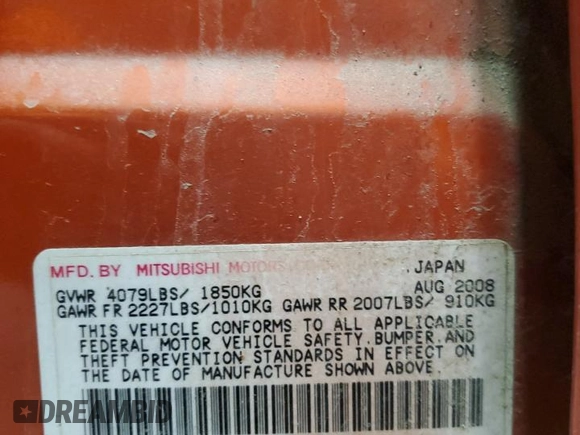 MFD. BY MITSUBISHI MOTORS JAPAN
GVWR 4079LBS/ 1850KG AUG 2008
GAWR FR 2227LBS/1010KG GAWR RR 2007LBS/ 910KG
THIS VEHICLE CONFORMS TO ALL APPLICABLE
FEDERAL MOTOR VEHICLE SAFETY.BUMPER.AND
THEFT PREVENTION STANDARDS IN EFFECT ON
THE DATE OF MANUFACTURE SHOWN ABOVE.
DREAMBID